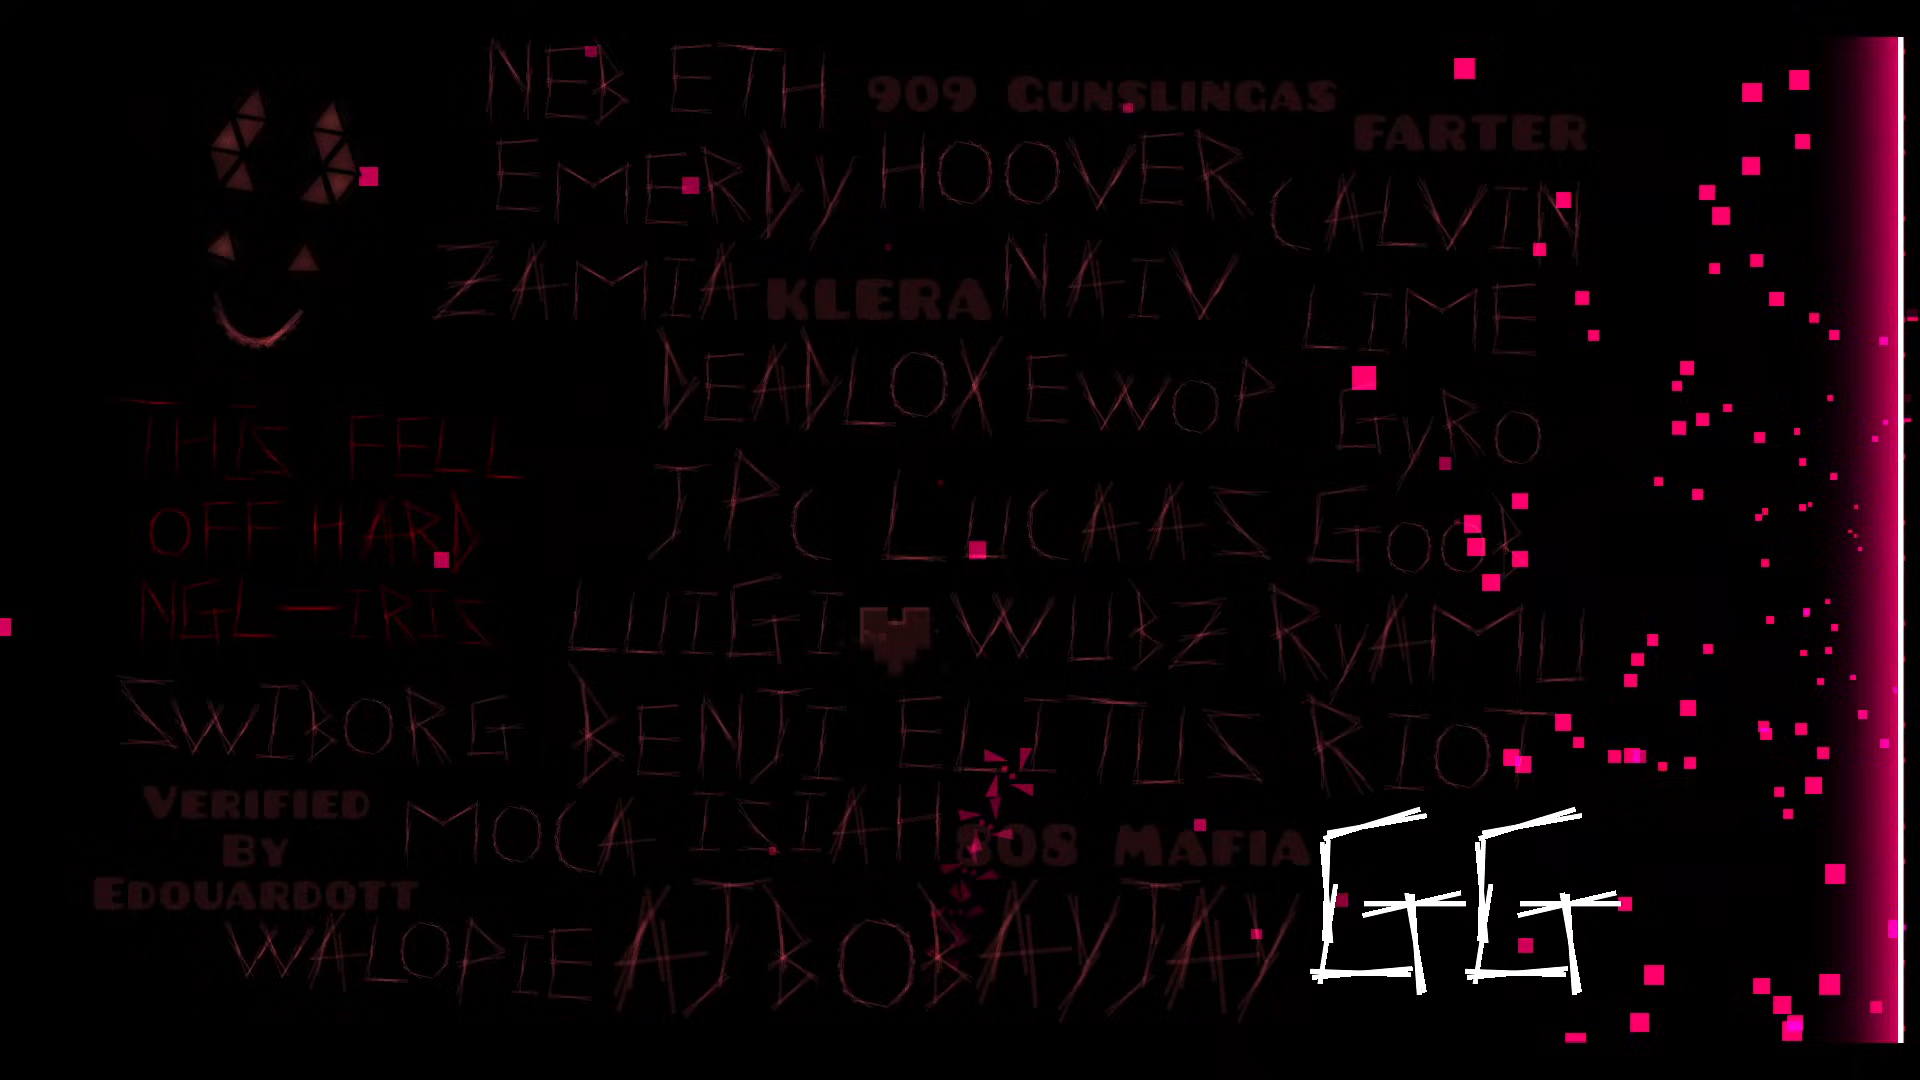 NEB ETH 909 GUNSLINGAS
FARTER
EMERDY HOOVER CALVIN
ZAMIA KLERA NAIV LIME
DEADLOX EWOP GYRO
THIS FELL
OFF HARD
NGL-IRIS
JPC LUCAAS GOOB
LUIGI WUBZ RYAMU
SWIBORG BENJI ELITUS RIOT
VERIFIED
BY
EDOUARDOTT
MOCA ISIAH 808 MAFIA
WALOPIE AJ BOBAYJAY
GG